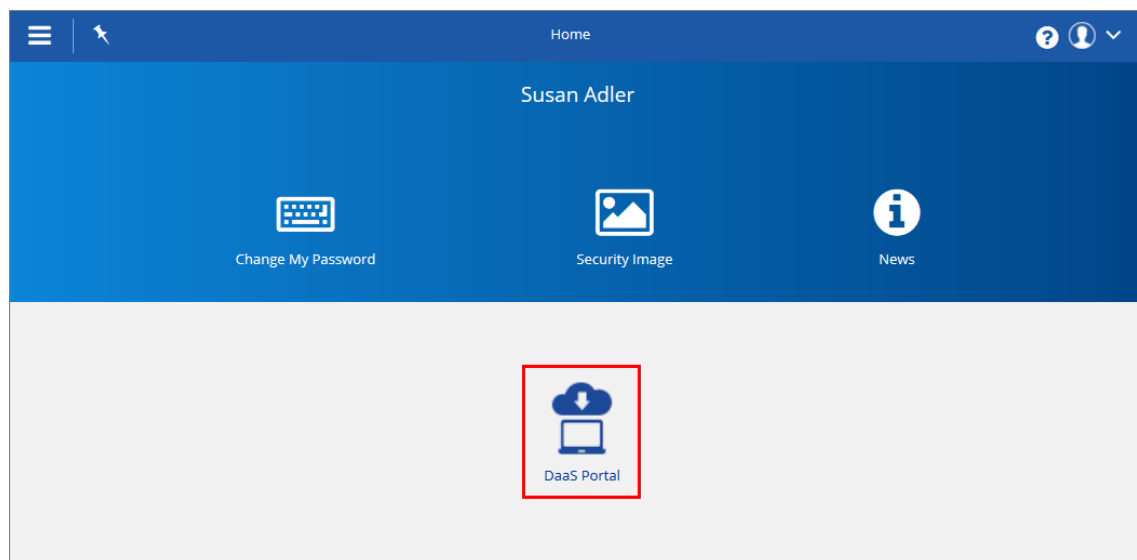 Home
Susan Adler
Change My Password
Security Image
News
DaaS Portal